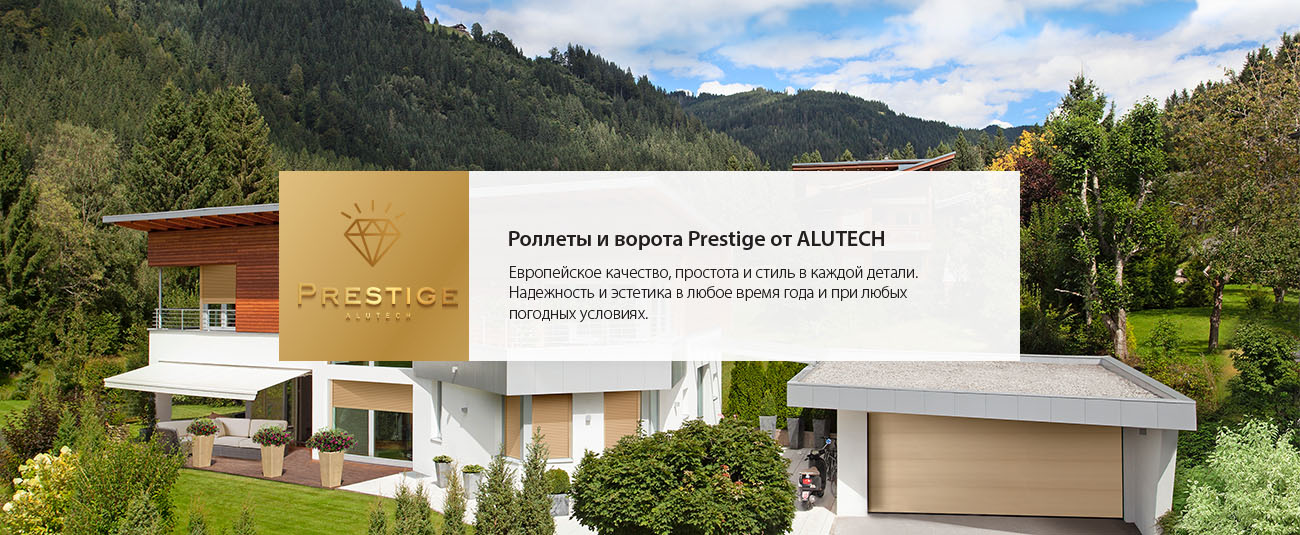 PRESTIGE
ALUTECH
Роллеты и ворота Prestige от ALUTECH
Европейское качество, простота и стиль в каждой детали.
Надежность и эстетика в любое время года и при любых
погодных условиях.